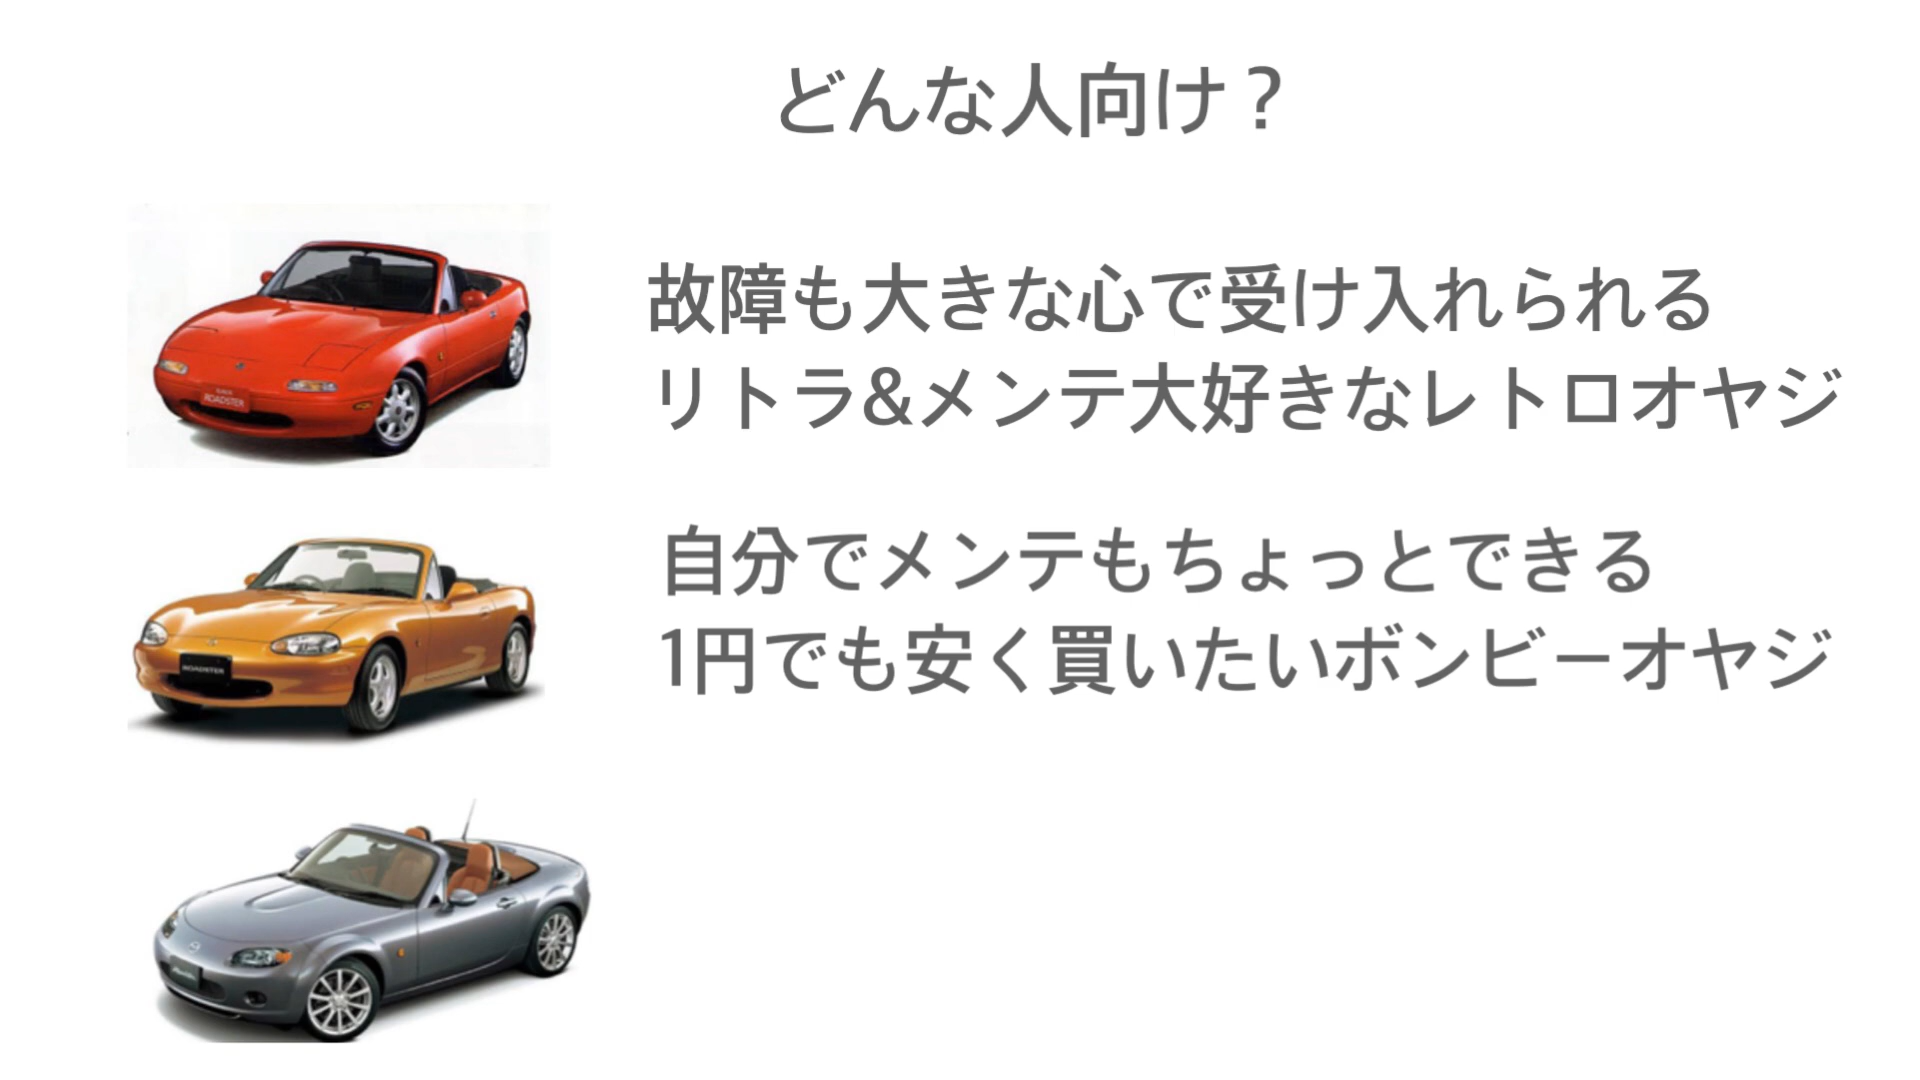 どんな人向け？
故障も大きな心で受け入れられる
リトラ&メンテ大好きなレトロオヤジ
ROADSTER
自分でメンテもちょっとできる
1円でも安く買いたいボンビーオヤジ
ROADSTER